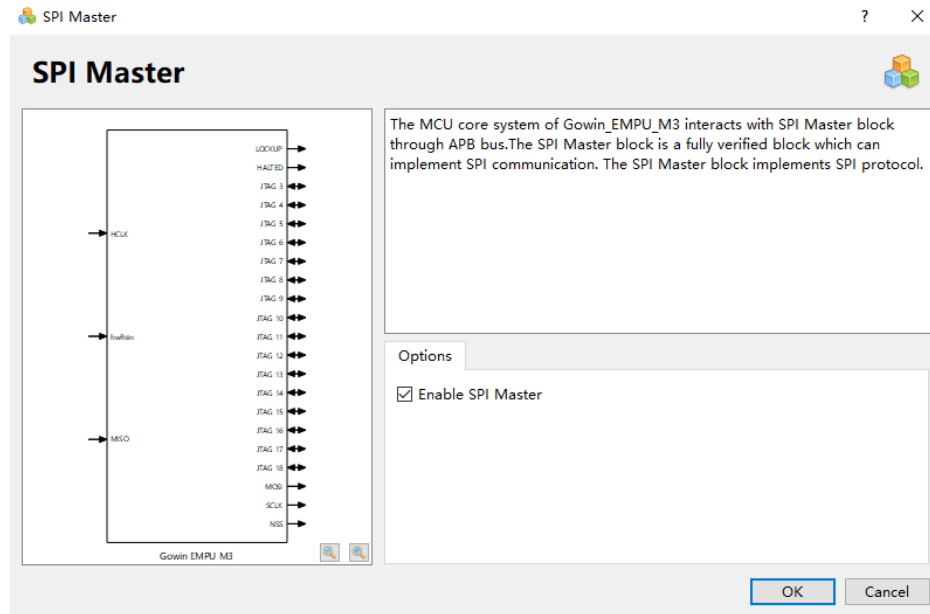 SPI Master
?
SPI Master
LOCKUP
HALTED
JTAG 3
JTAG 4
JTAG 5
JTAG 6
JTAG 7
JTAG 8
JTAG 9
JTAG 10
JTAG 11
JTAG 12
JTAG 13
JTAG 14
JTAG 15
JTAG 16
JTAG 17
JTAG 18
MOSI
SCLK
NSS
HCLK
hwRstn
MISO
Gowin EMPU M3
The MCU core system of Gowin_EMPU_M3 interacts with SPI Master block
through APB bus.The SPI Master block is a fully verified block which can
implement SPI communication. The SPI Master block implements SPI protocol.
Options
Enable SPI Master
OK
Cancel